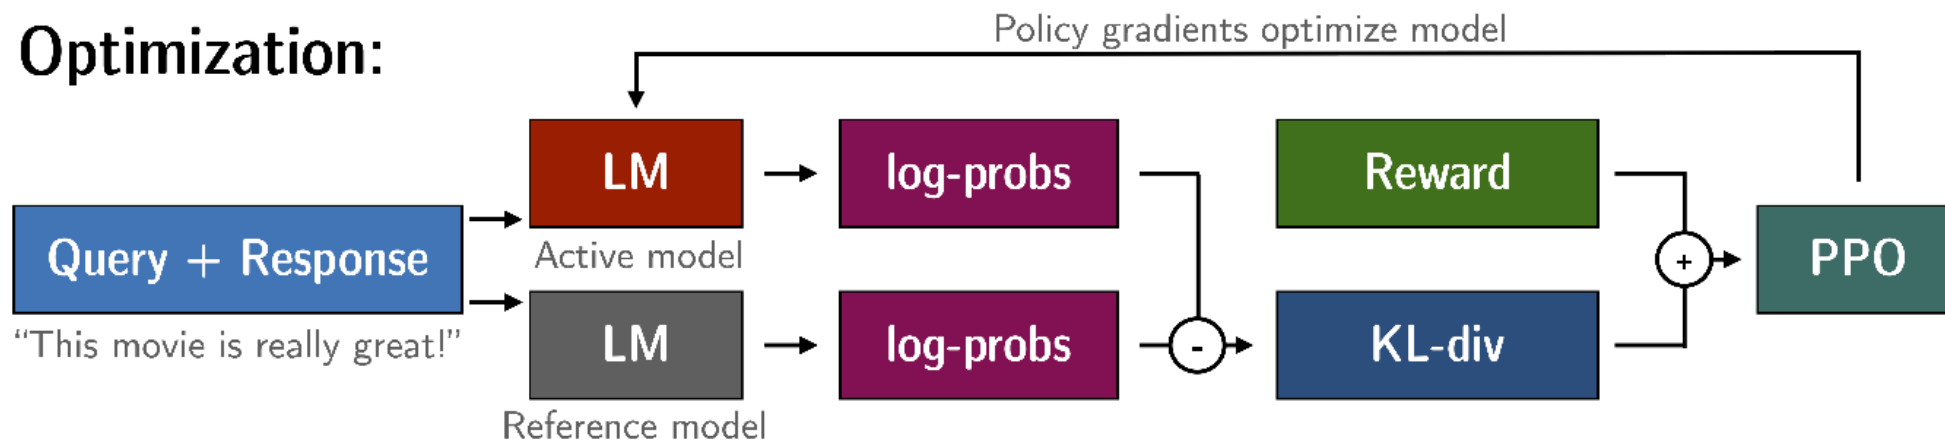 Optimization:
Policy gradients optimize model
LM
log-probs
Reward
Active model
Query + Response
"This movie is really great!"
+
PPO
LM
log-probs
-
KL-div
Reference model